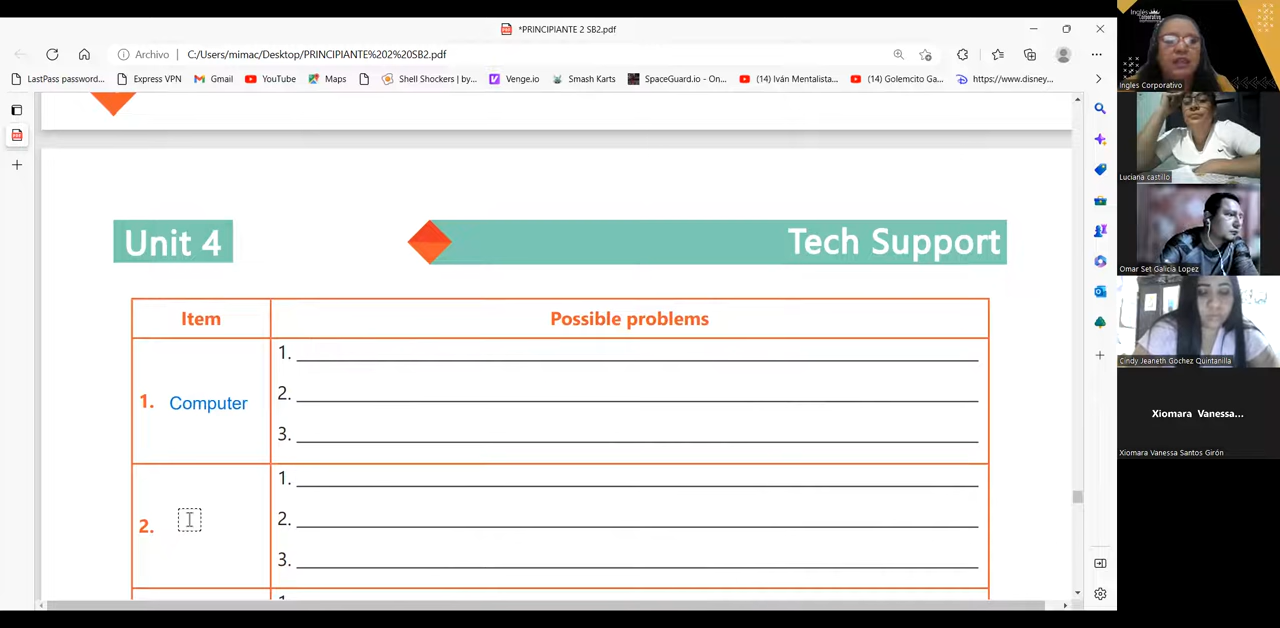 *PRINCIPIANTE 2 SB2.pdf
Archivo
C:/Users/mimac/Desktop/PRINCIPIANTE%202%20SB2.pdf
LastPass password...
Express VPN
Gmail
YouTube
Maps
Shell Shockers | by...
Venge.io
Smash Karts
SpaceGuard.io - On...
(14) Iván Mentalista...
(14) Golemcito Ga...
https://www.disney...
Unit 4
Tech Support
Item
Possible problems
1. Computer
1.
2.
3.
2.
1.
2.
3.
Inglés
Corporativo
Ingles Corporativo
Luciana castillo
Omar Set Galicia Lopez
Cindy Jeaneth Gochez Quintanilla
Xiomara Vanessa...
Xiomara Vanessa Santos Girón